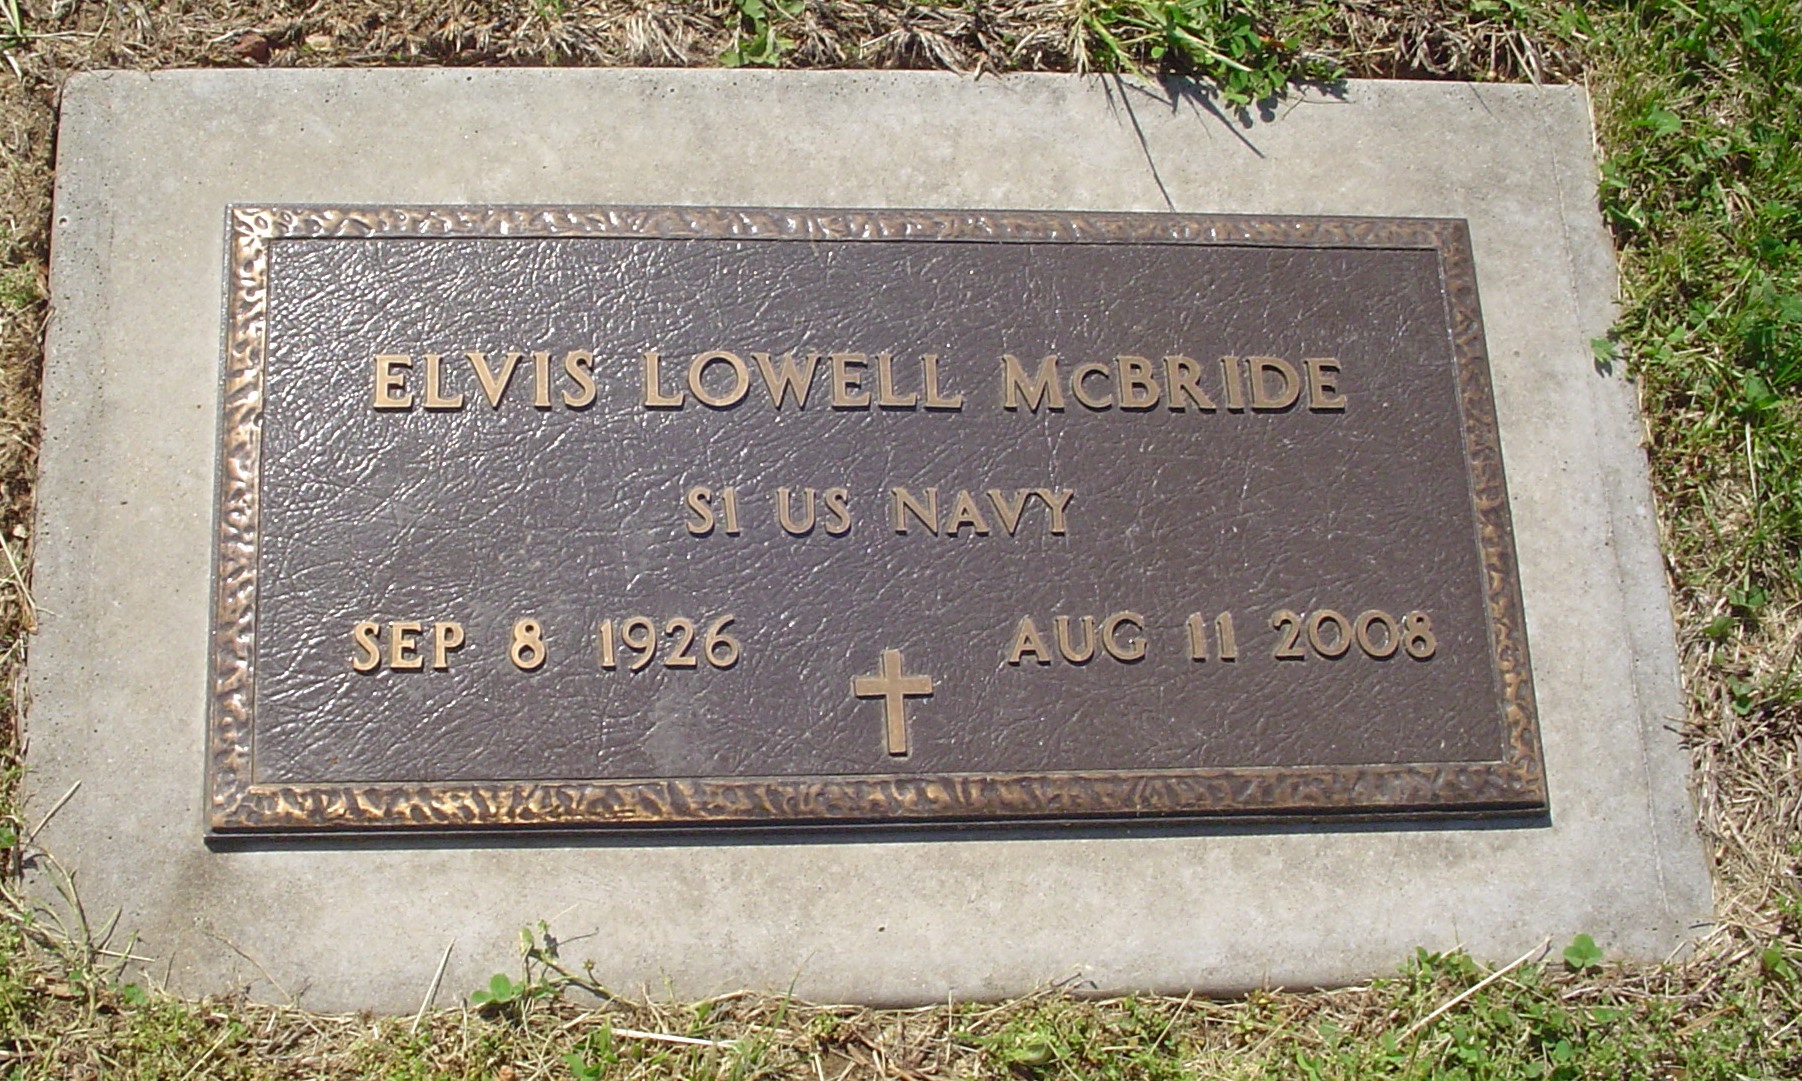 ELVIS LOWELL McBRIDE
S1 US NAVY
SEP 8 1926 AUG 11 2008